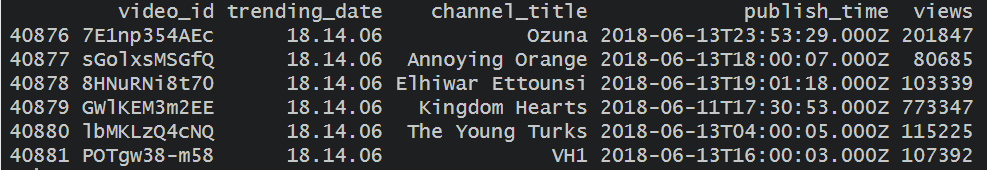 video_id trending_date channel_title publish_time views
40876 7E1np354AEc 18.14.06 Ozuna 2018-06-13T23:53:29.000Z 201847
40877 sGolxsMSGfQ 18.14.06 Annoying Orange 2018-06-13T18:00:07.000Z 80685
40878 8HNuRNi8t70 18.14.06 Elhiwar Ettounsi 2018-06-13T19:01:18.000Z 103339
40879 GWlKEM3m2EE 18.14.06 Kingdom Hearts 2018-06-11T17:30:53.000Z 773347
40880 lbMKLzQ4cNQ 18.14.06 The Young Turks 2018-06-13T04:00:05.000Z 115225
40881 POTgw38-m58 18.14.06 VH1 2018-06-13T16:00:03.000Z 107392